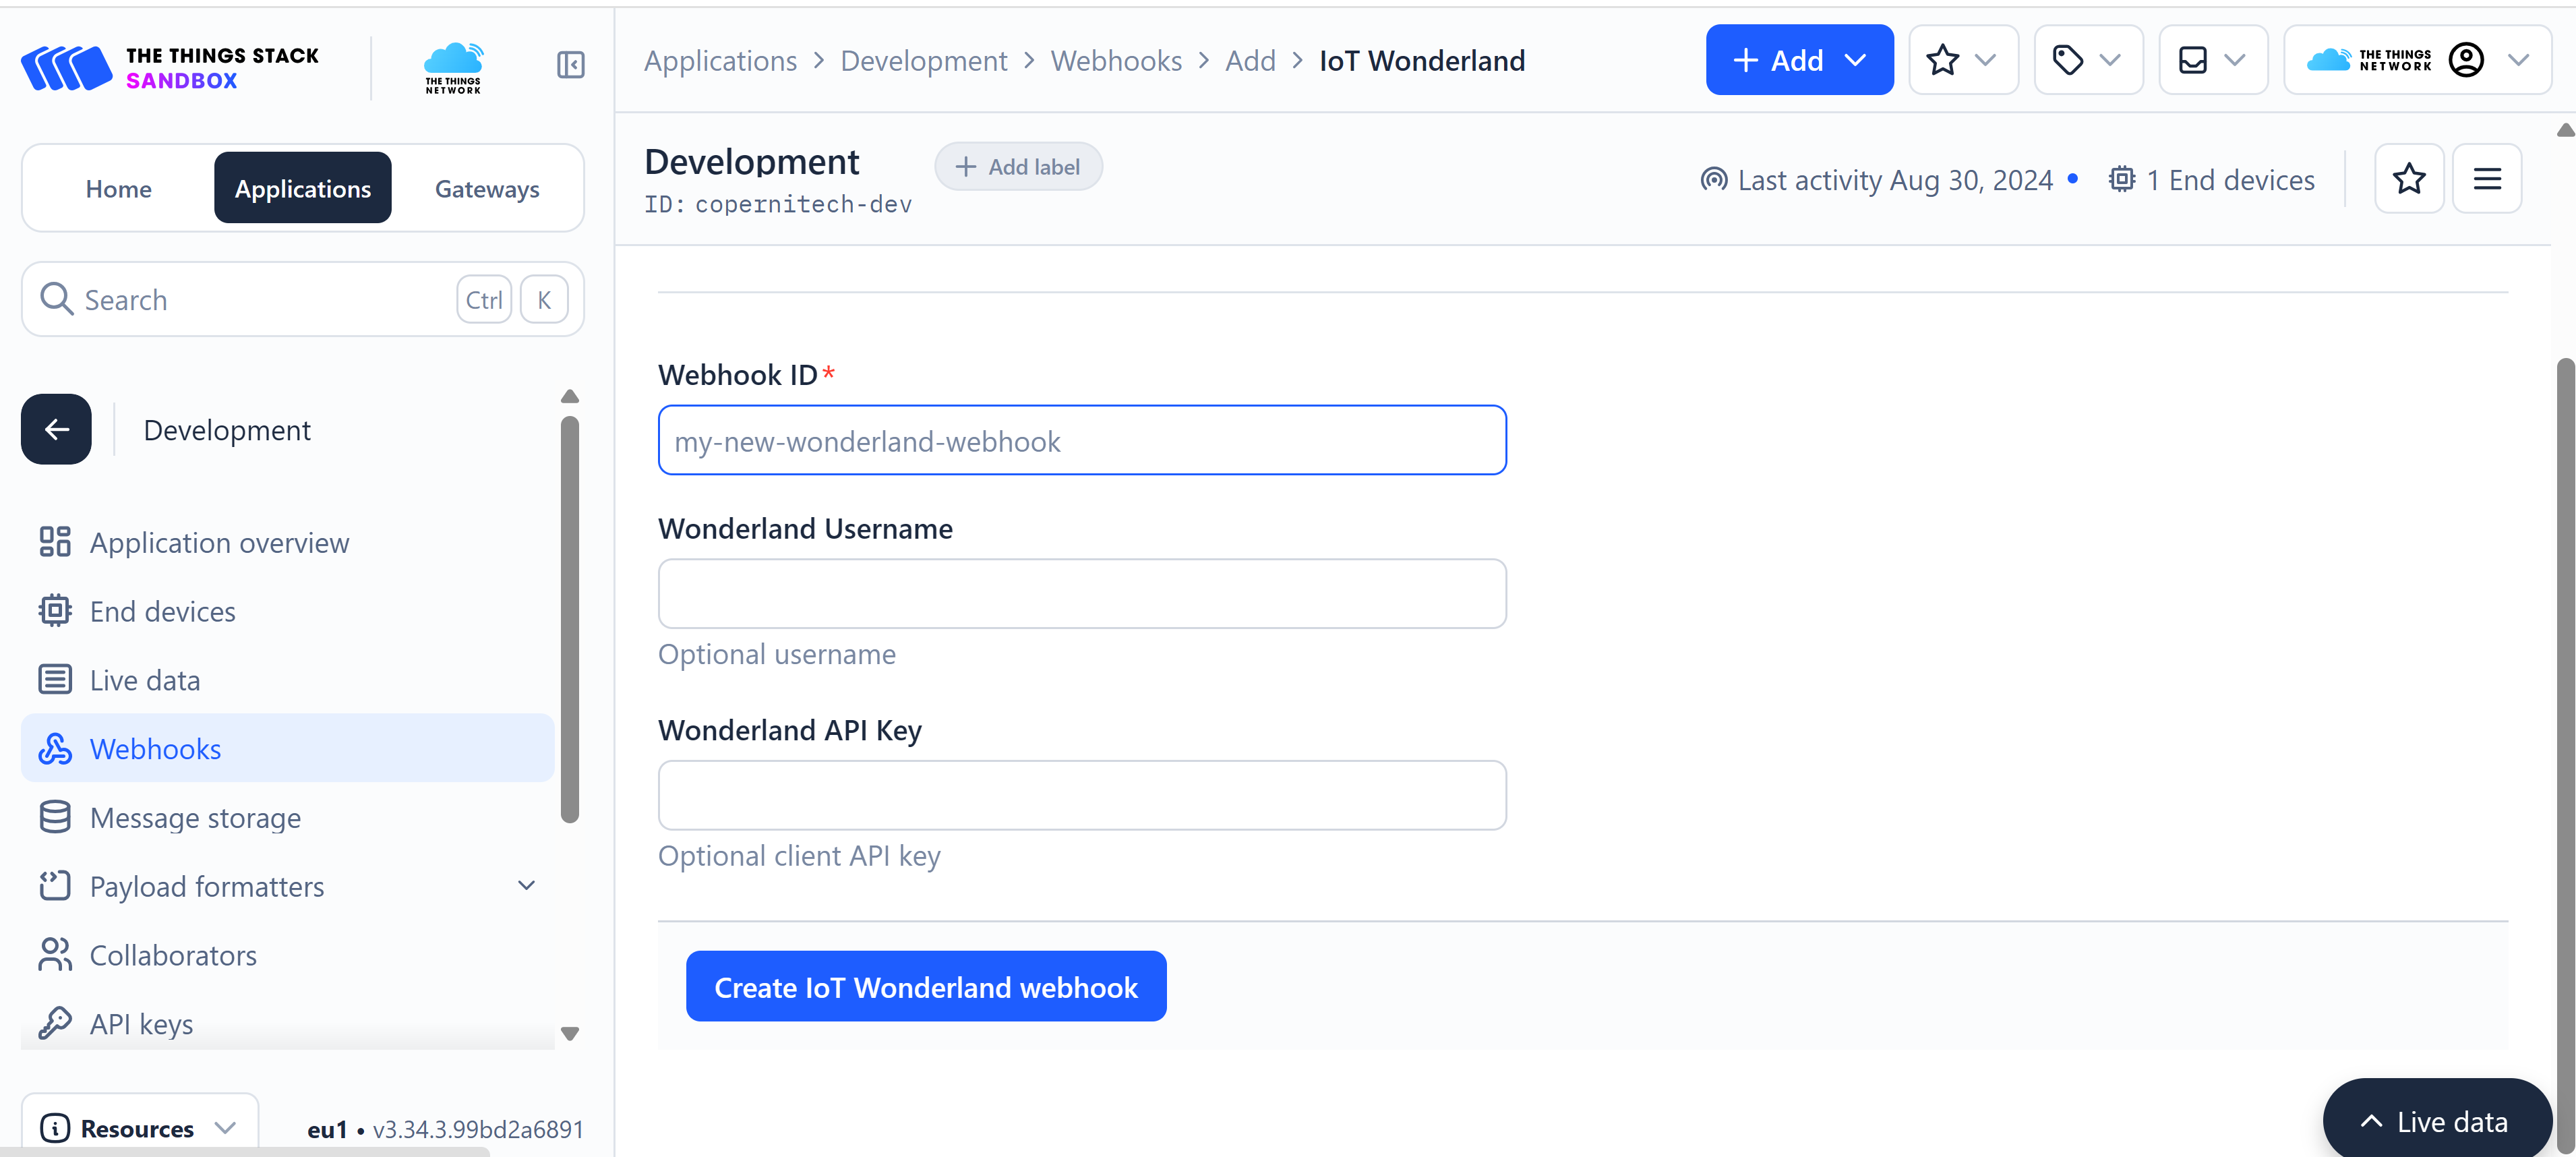 THE THINGS STACK
SANDBOX
THE THINGS
NETWORK
Applications > Development > Webhooks > Add > IoT Wonderland
+ Add
THE THINGS
NETWORK
Home
Applications
Gateways
Search
Ctrl
K
Development
Application overview
End devices
Live data
Webhooks
Message storage
Payload formatters
Collaborators
API keys
Resources
eu1 • v3.34.3.99bd2a6891
Development
+ Add label
ID: copernitech-dev
Last activity Aug 30, 2024 •
1 End devices
Webhook ID*
my-new-wonderland-webhook
Wonderland Username
Optional username
Wonderland API Key
Optional client API key
Create IoT Wonderland webhook
Live data